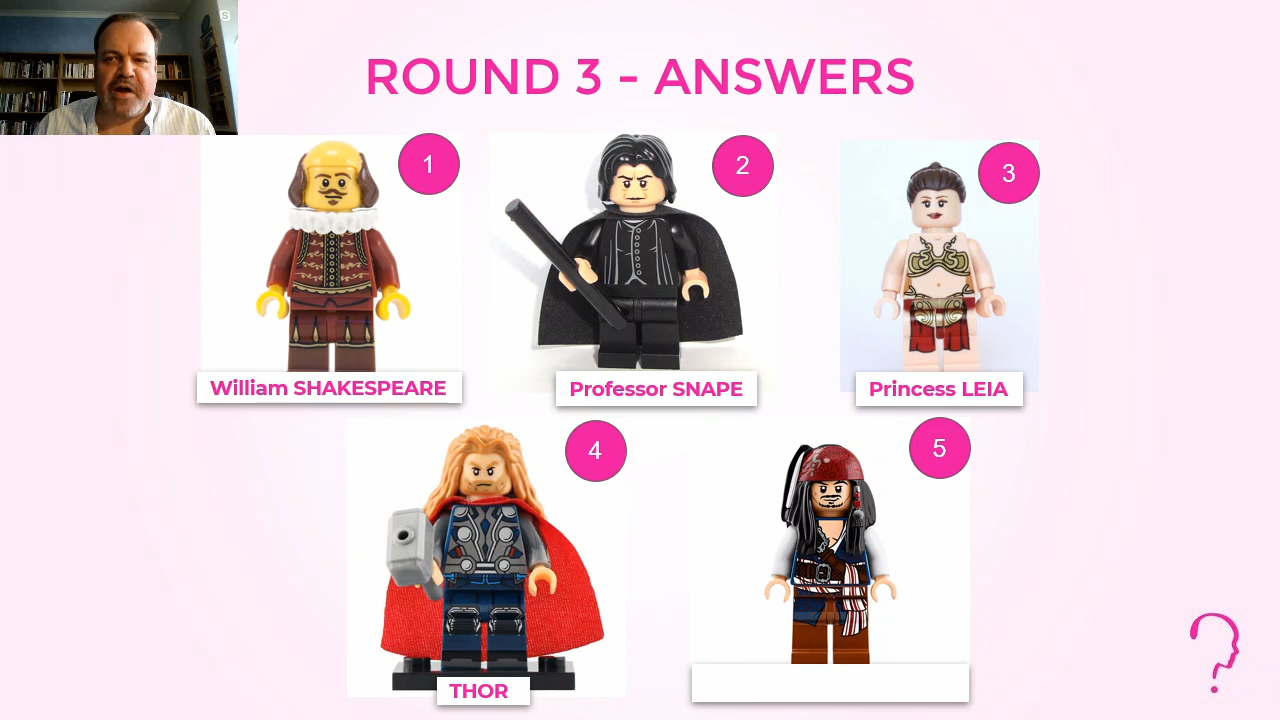 ROUND 3 - ANSWERS
1
2
3
William SHAKESPEARE
Professor SNAPE
Princess LEIA
4
5
THOR
?